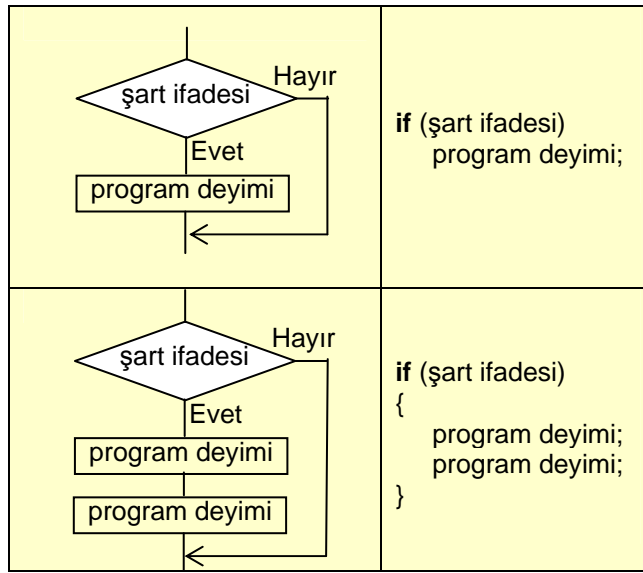 Hayır
şart ifadesi
Evet
program deyimi
if (şart ifadesi)
program deyimi;
Hayır
şart ifadesi
Evet
program deyimi
program deyimi
if (şart ifadesi)
{
program deyimi;
program deyimi;
}